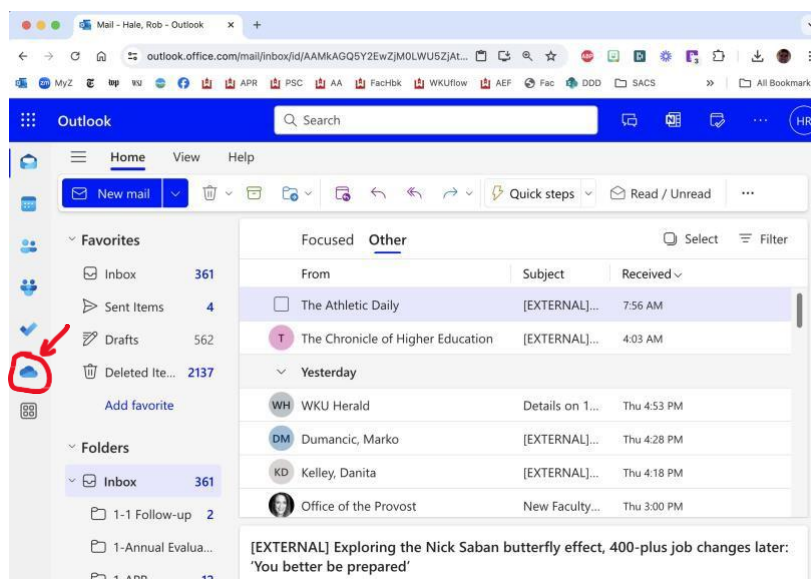 Mail - Hale, Rob - Outlook
outlook.office.com/mail/inbox/id/AAMkAGQ5Y2EwZjM0LWU5ZjAt...
MyZ WKU APR PSC AA FacHbk WKUflow AEF Fac DDD SACS » All Bookmark
Outlook Search HR
Home View Help
New mail Quick steps Read / Unread ...
Favorites
Focused Other Select Filter
Inbox 361
From Subject Received
Sent Items 4
The Athletic Daily [EXTERNAL]... 7:56 AM
Drafts 562
T The Chronicle of Higher Education [EXTERNAL]... 4:03 AM
Deleted Ite... 2137
Yesterday
Add favorite
WH WKU Herald Details on 1... Thu 4:53 PM
DM Dumancic, Marko [EXTERNAL]... Thu 4:28 PM
Folders
KD Kelley, Danita [EXTERNAL]... Thu 4:18 PM
Inbox 361
Office of the Provost New Faculty... Thu 3:00 PM
1-1 Follow-up 2
1-Annual Evalua...
[EXTERNAL] Exploring the Nick Saban butterfly effect, 400-plus job changes later:
'You better be prepared'
1-APR 12